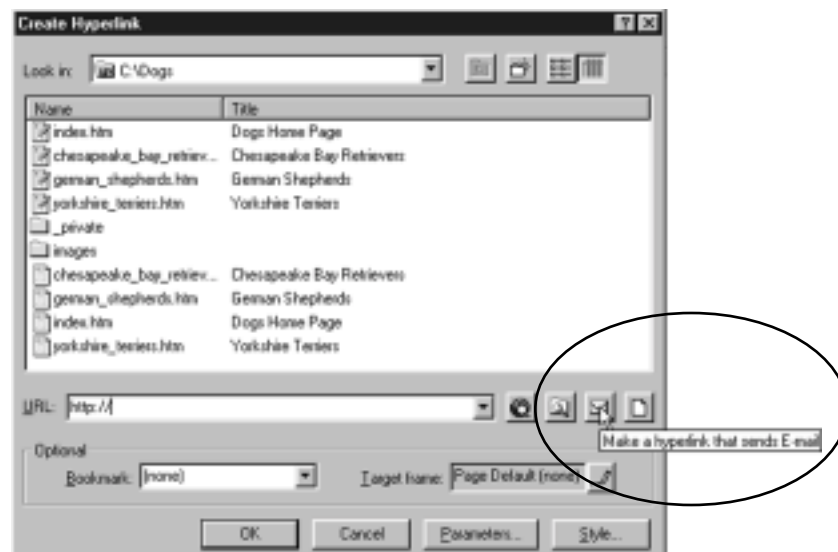 Create Hyperlink
Look in: C:\Dogs
Name Title
index.htm Dogs Home Page
chesapeake_bay_retriev... Chesapeake Bay Retrievers
german_shepherds.htm German Shepherds
yorkshire_terriers.htm Yorkshire Terriers
_private
images
chesapeake_bay_retriev... Chesapeake Bay Retrievers
german_shepherds.htm German Shepherds
index.htm Dogs Home Page
yorkshire_terriers.htm Yorkshire Terriers
URL: http://
Make a hyperlink that sends E-mail
Optional
Bookmark: (none) Target frame: Page Default (none)
OK Cancel Parameters... Style...